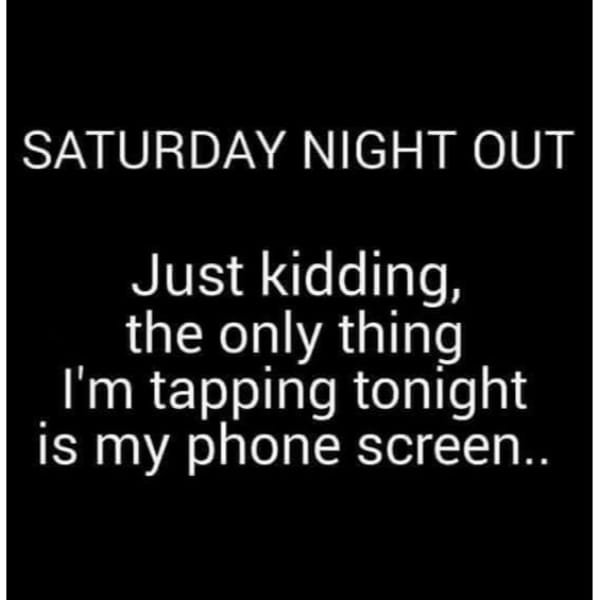 SATURDAY NIGHT OUT
Just kidding,
the only thing
I'm tapping tonight
is my phone screen..